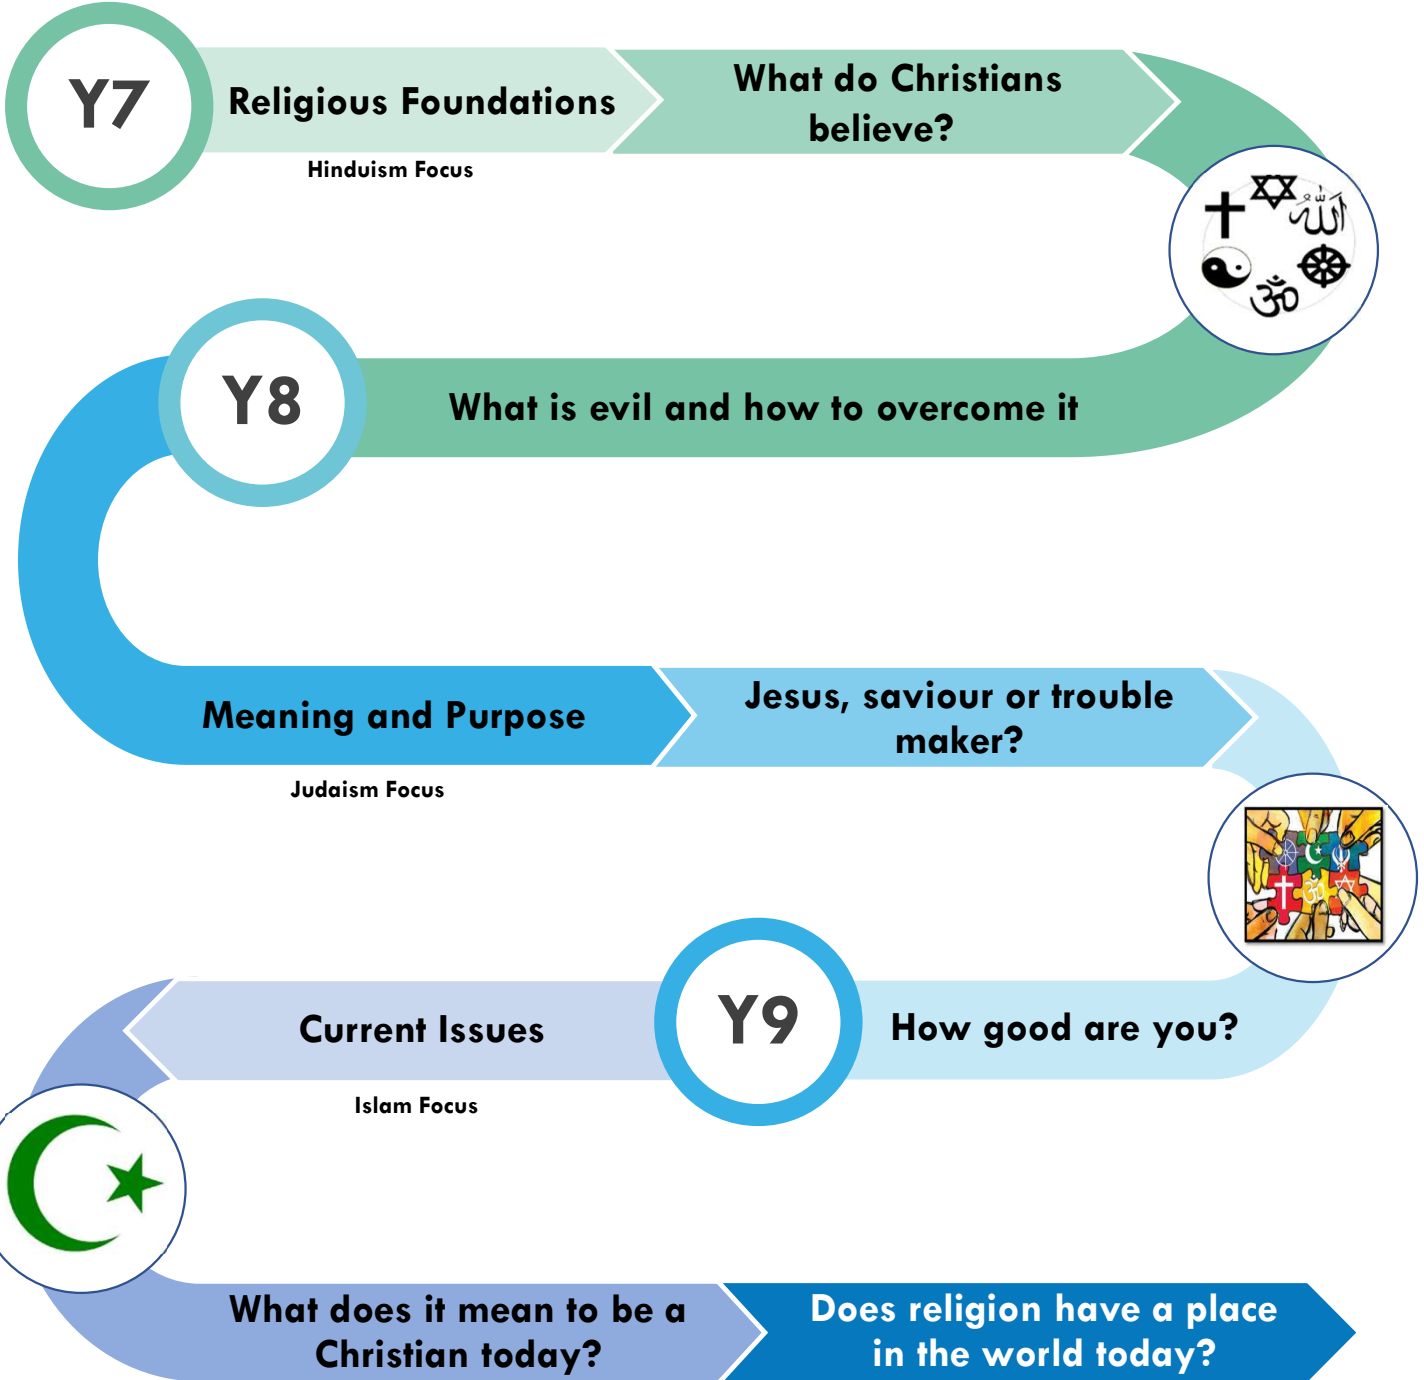 Y7
Religious Foundations
Hinduism Focus
What do Christians
believe?
الله
ॐ
What is evil and how to overcome it
Y8
Meaning and Purpose
Judaism Focus
Jesus, saviour or trouble
maker?
ॐ
How good are you?
Y9
Current Issues
Islam Focus
What does it mean to be a
Christian today?
Does religion have a place
in the world today?